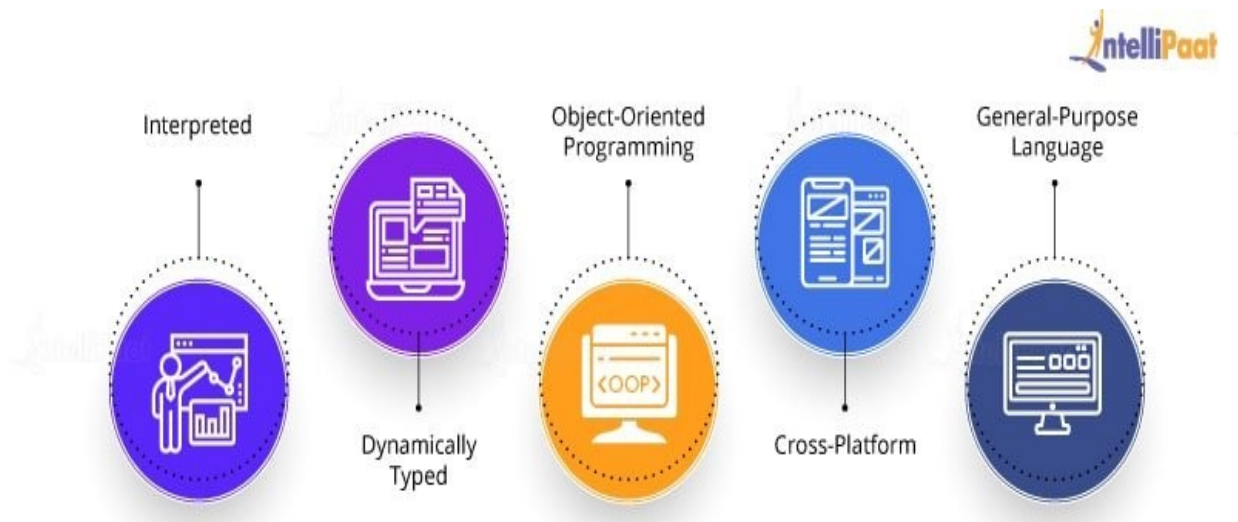 IntelliPaat
Interpreted
Dynamically
Typed
Object-Oriented
Programming
<OOP>
Cross-Platform
General-Purpose
Language